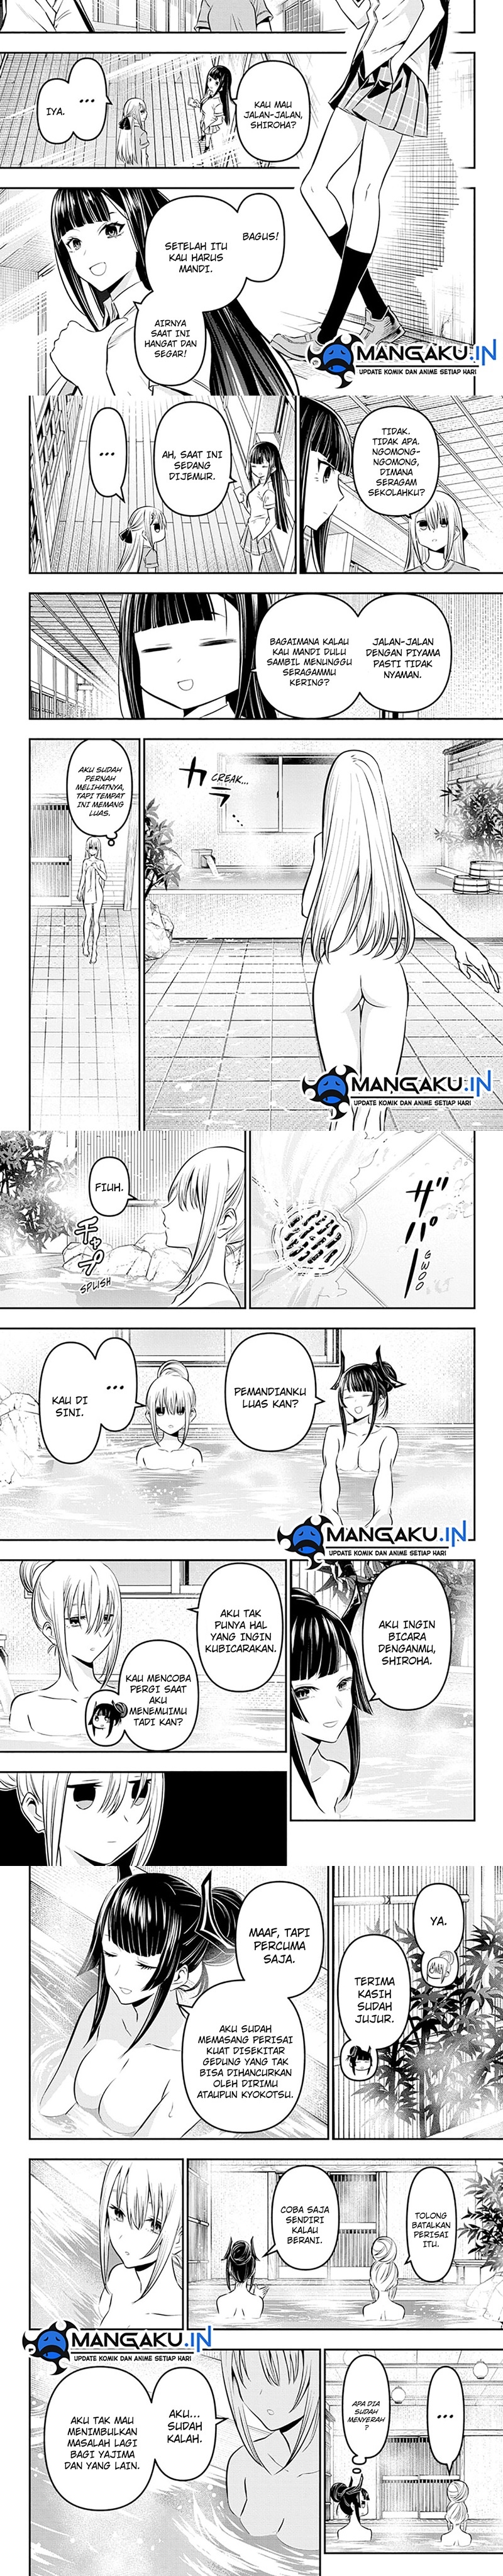 KAU MAU
JALAN-JALAN,
SHIROHA?
...
IYA.
BAGUS!
SETELAH ITU
KAU HARUS
MANDI.
AIRNYA
SAAT INI
HANGAT DAN
SEGAR!
MANGAKU.IN
UPDATE KOMIK DAN ANIME SETIAP HARI
TIDAK.
TIDAK APA.
NGOMONG-
NGOMONG,
DIMANA
SERAGAM
SEKOLAHKU?
AH, SAAT INI
SEDANG
DIJEMUR.
...
JALAN-JALAN
DENGAN PIYAMA
PASTI TIDAK
NYAMAN.
BAGAIMANA KALAU
KAU MANDI DULU
SAMBIL MENUNGGU
SERAGAMMU
KERING?
カラ...
CREAK...
AKU SUDAH
PERNAH
MELIHATNYA,
TAPI TEMPAT
INI MEMANG
LUAS.
MANGAKU.IN
UPDATE KOMIK DAN ANIME SETIAP HARI
GWOO
FIUH.
チャプ
SPLISH
PEMANDIANKU
LUAS KAN?
...
KAU DI
SINI.
MANGAKU.IN
UPDATE KOMIK DAN ANIME SETIAP HARI
AKU INGIN
BICARA
DENGANMU,
SHIROHA.
AKU TAK
PUNYA HAL
YANG INGIN
KUBICARAKAN.
KAU MENCOBA
PERGI SAAT
AKU
MENEMUIMU
TADI KAN?
YA.
TERIMA
KASIH
SUDAH
JUJUR.
MAAF, TAPI
PERCUMA
SAJA.
AKU SUDAH
MEMASANG PERISAI
KUAT DISEKITAR
GEDUNG YANG TAK
BISA DIHANCURKAN
OLEH DIRIMU
ATAUPUN KYOKOTSU.
TOLONG
BATALKAN
PERISAI
ITU.
COBA SAJA
SENDIRI
KALAU
BERANI.
MANGAKU.IN
UPDATE KOMIK DAN ANIME SETIAP HARI
...
APA DIA
SUDAH
MENYERAH
?
AKU...
SUDAH
KALAH.
AKU TAK MAU
MENIMBULKAN
MASALAH LAGI
BAGI YAJIMA
DAN YANG LAIN.